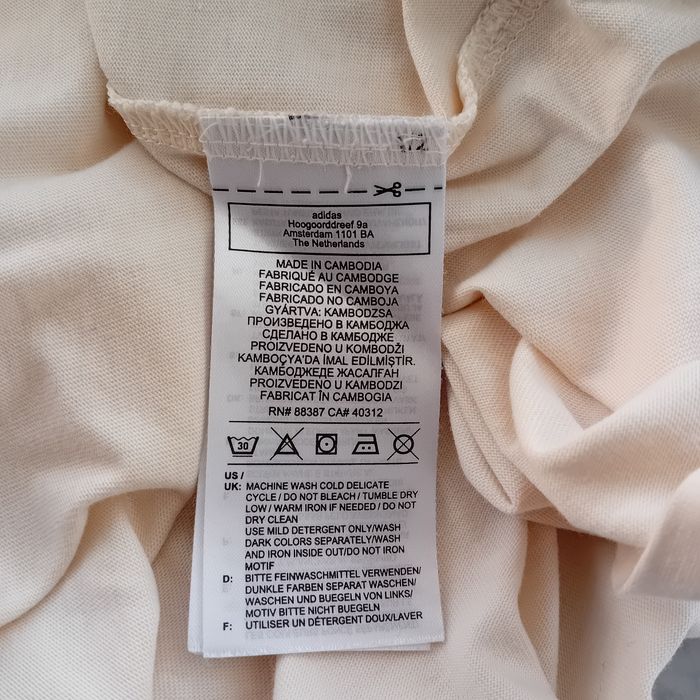 adidas
Hoogoorddreef 9a
Amsterdam 1101 BA
The Netherlands
MADE IN CAMBODIA
FABRIQUÉ AU CAMBODGE
FABRICADO EN CAMBOYA
FABRICADO NO CAMBOJA
GYÁRTVA: KAMBODZSA
ПРОИЗВЕДЕНО В КАМБОДЖА
СДЕЛАНО В КАМБОДЖЕ
PROIZVEDENO U KOMBODŽI
KAMBOÇYA'DA İMAL EDİLMİŞTİR.
КАМБОДЖЕДЕ ЖАСАЛҒАН
PROIZVEDENO U KAMBODZI
FABRICAT ÎN CAMBOGIA
RN# 88387 CA# 40312
30
US /
UK: MACHINE WASH COLD DELICATE
CYCLE / DO NOT BLEACH / TUMBLE DRY
LOW / WARM IRON IF NEEDED / DO NOT
DRY CLEAN
USE MILD DETERGENT ONLY/WASH
DARK COLORS SEPARATELY/WASH
AND IRON INSIDE OUT/DO NOT IRON
MOTIF
D: BITTE FEINWASCHMITTEL VERWENDEN/
DUNKLE FARBEN SEPARAT WASCHEN/
WASCHEN UND BUEGELN VON LINKS/
MOTIV BITTE NICHT BUEGELN
F: UTILISER UN DÉTERGENT DOUX/LAVER